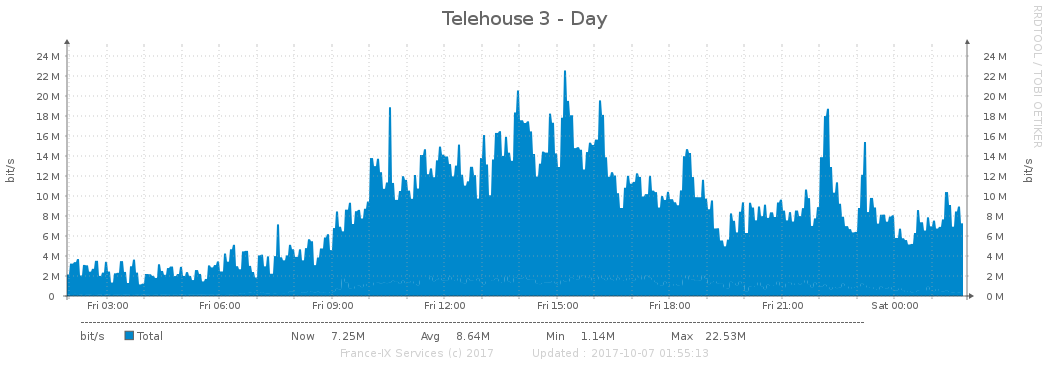 Telehouse 3 - Day
RRDTOOL / TOBI OETIKER
24 M 24 M
22 M 22 M
20 M 20 M
18 M 18 M
16 M 16 M
14 M 14 M
12 M 12 M
10 M 10 M
8 M 8 M
6 M 6 M
4 M 4 M
2 M 2 M
0 0 M
bit/s bit/s
Fri 03:00 Fri 06:00 Fri 09:00 Fri 12:00 Fri 15:00 Fri 18:00 Fri 21:00 Sat 00:00
bit/s Total Now 7.25M Avg 8.64M Min 1.14M Max 22.53M
France-IX Services (c) 2017 Updated : 2017-10-07 01:55:13